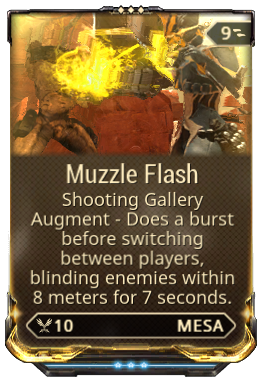 9
Muzzle Flash
Shooting Gallery
Augment - Does a burst
before switching
between players,
blinding enemies within
8 meters for 7 seconds.
10 MESA